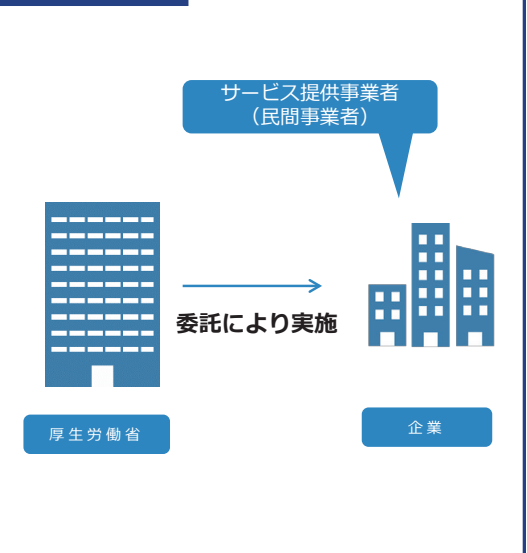 サービス提供事業者
（民間事業者）
委託により実施
厚生労働省
企業